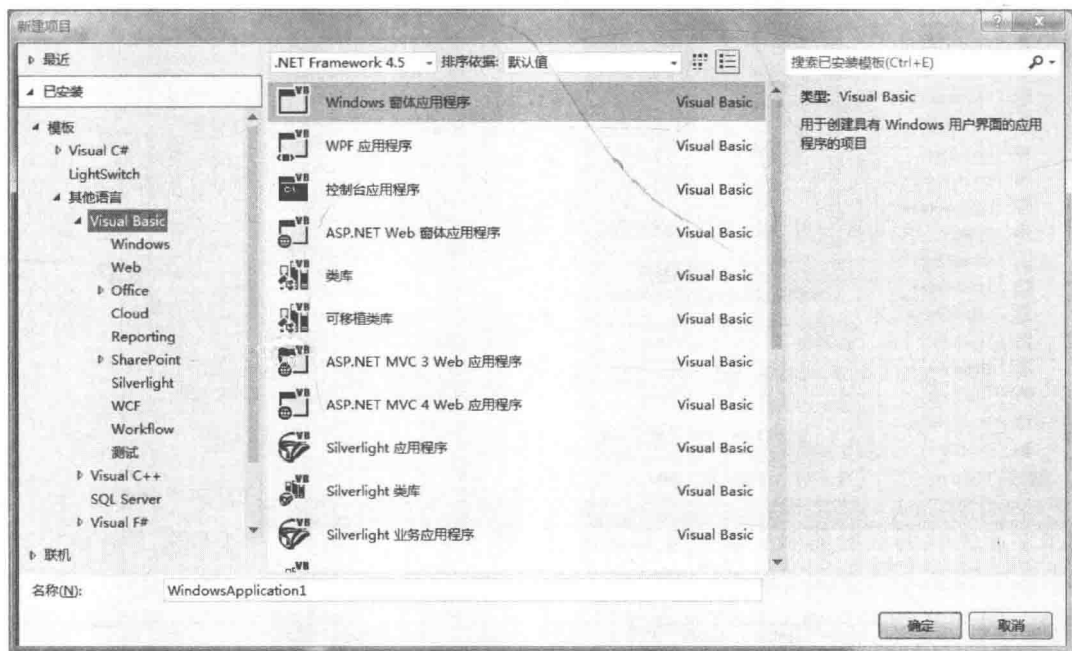 新建项目
最近
.NET Framework 4.5 排序依据: 默认值
搜索已安装模板(Ctrl+E)
已安装
模板
Visual C#
LightSwitch
其他语言
Visual Basic
Windows
Web
Office
Cloud
Reporting
SharePoint
Silverlight
WCF
Workflow
测试
Visual C++
SQL Server
Visual F#
联机
Windows 窗体应用程序 Visual Basic
WPF 应用程序 Visual Basic
控制台应用程序 Visual Basic
ASP.NET Web 窗体应用程序 Visual Basic
类库 Visual Basic
可移植类库 Visual Basic
ASP.NET MVC 3 Web 应用程序 Visual Basic
ASP.NET MVC 4 Web 应用程序 Visual Basic
Silverlight 应用程序 Visual Basic
Silverlight 类库 Visual Basic
Silverlight 业务应用程序 Visual Basic
类型: Visual Basic
用于创建具有 Windows 用户界面的应用
程序的项目
名称(N): WindowsApplication1
确定 取消